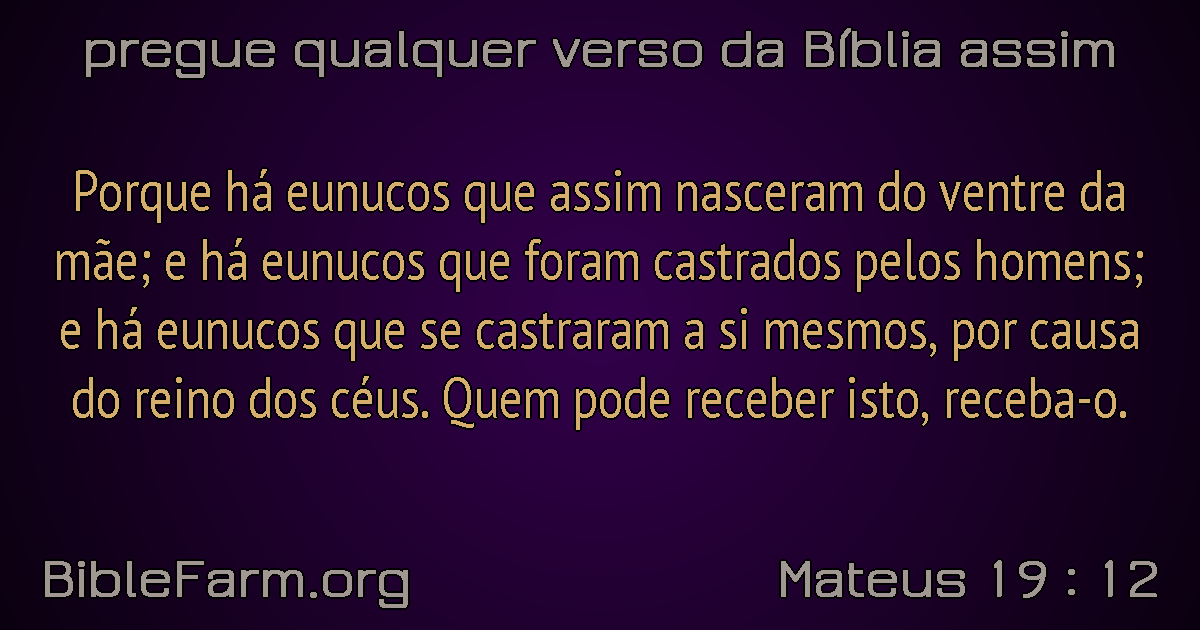 pregue qualquer verso da Bíblia assim
Porque há eunucos que assim nasceram do ventre da
mãe; e há eunucos que foram castrados pelos homens;
e há eunucos que se castraram a si mesmos, por causa
do reino dos céus. Quem pode receber isto, receba-o.
BibleFarm.org
Mateus 19 : 12